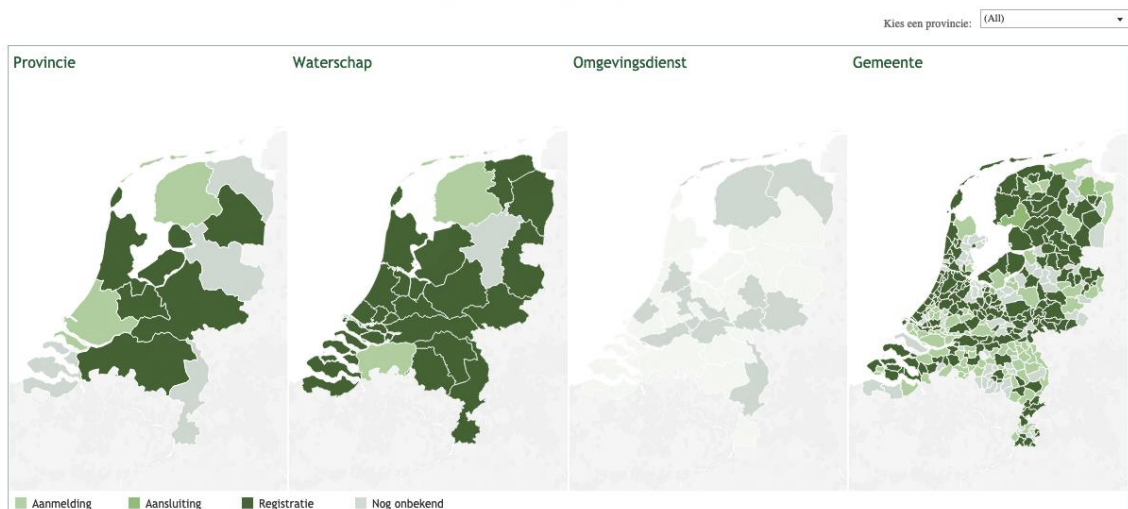 Kies een provincie: (All)
Provincie
Waterschap
Omgevingsdienst
Gemeente
Aanmelding
Aansluiting
Registratie
Nog onbekend